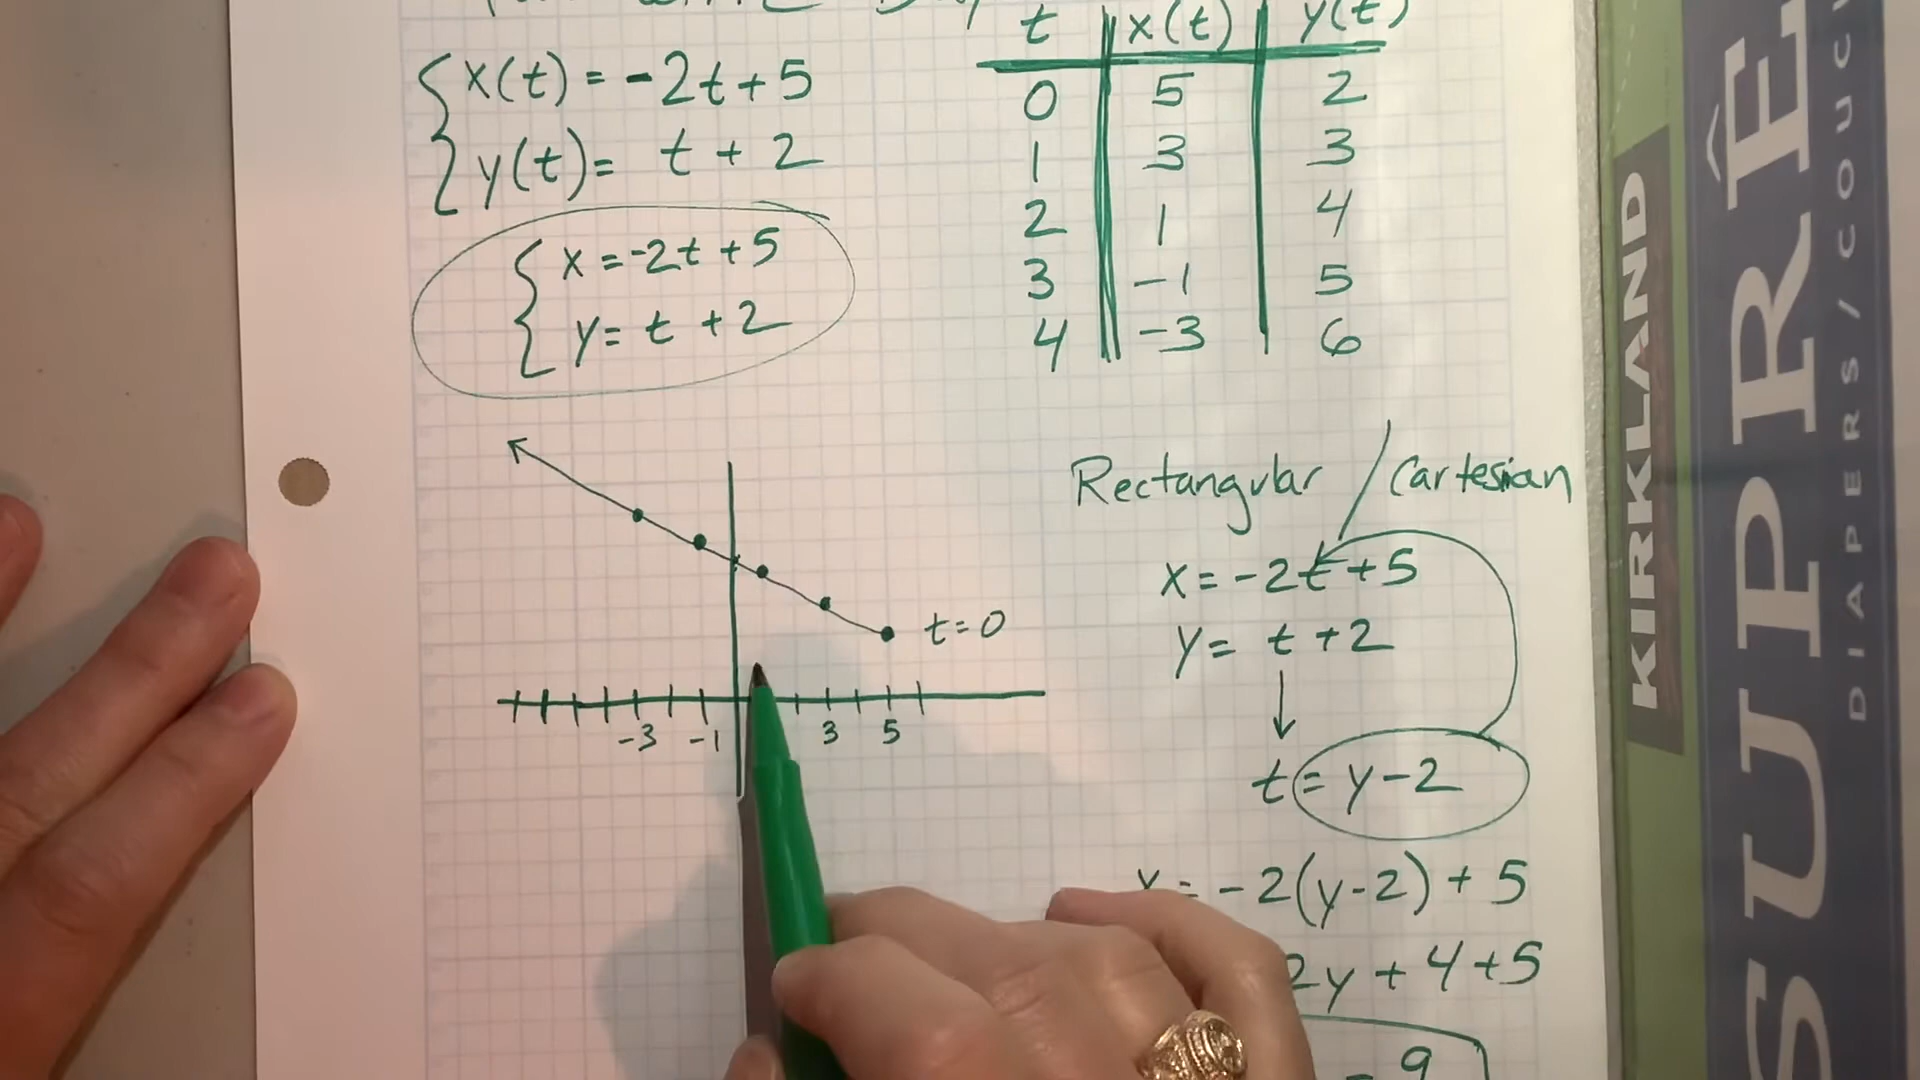 { x(t) = -2t + 5
{ y(t) = t + 2
{ x = -2t + 5
{ y = t + 2
t x(t) y(t)
0 5 2
1 3 3
2 1 4
3 -1 5
4 -3 6
t = 0
-3 -1 3 5
Rectangular / Cartesian
x = -2t + 5
y = t + 2
t = y - 2
x = -2(y-2) + 5
2y + 4 + 5
- 9
KIRKLAND
SUPRÊ
DIAPERS/COUC